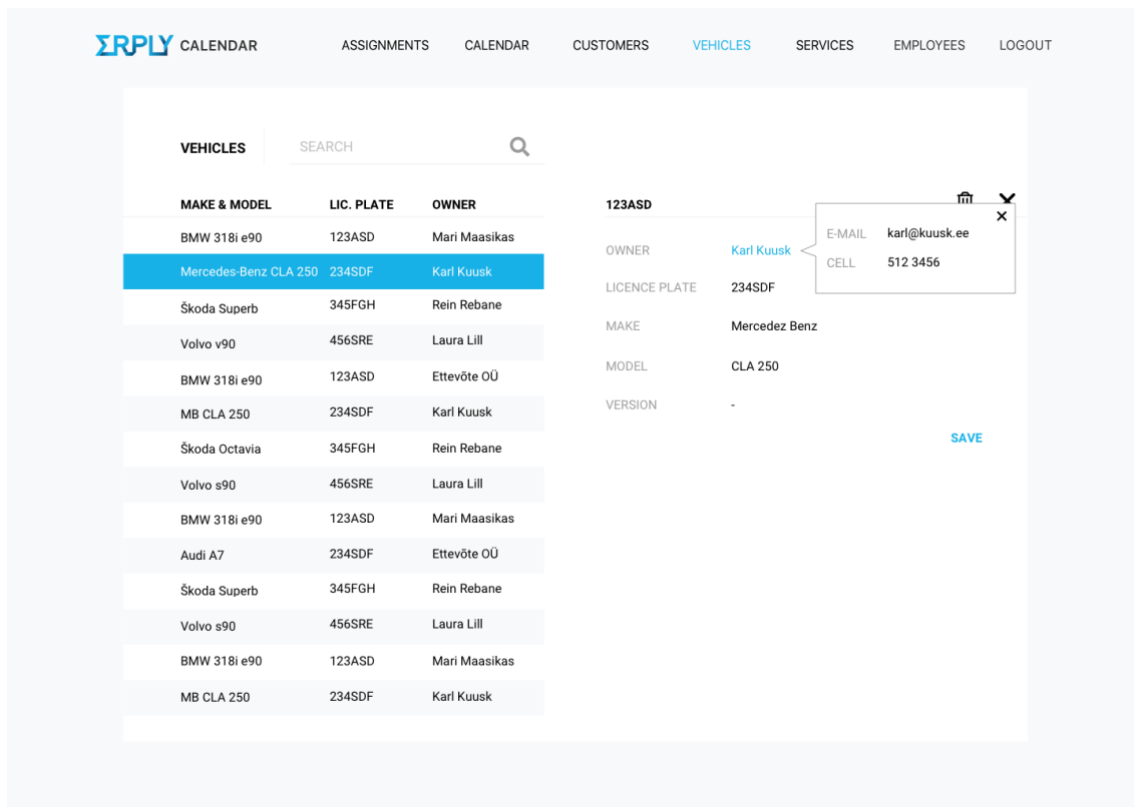 ERPLY CALENDAR ASSIGNMENTS CALENDAR CUSTOMERS VEHICLES SERVICES EMPLOYEES LOGOUT
VEHICLES SEARCH
MAKE & MODEL LIC. PLATE OWNER
BMW 318i e90 123ASD Mari Maasikas
Mercedes-Benz CLA 250 234SDF Karl Kuusk
Škoda Superb 345FGH Rein Rebane
Volvo v90 456SRE Laura Lill
BMW 318i e90 123ASD Ettevõte OÜ
MB CLA 250 234SDF Karl Kuusk
Škoda Octavia 345FGH Rein Rebane
Volvo s90 456SRE Laura Lill
BMW 318i e90 123ASD Mari Maasikas
Audi A7 234SDF Ettevõte OÜ
Škoda Superb 345FGH Rein Rebane
Volvo s90 456SRE Laura Lill
BMW 318i e90 123ASD Mari Maasikas
MB CLA 250 234SDF Karl Kuusk
123ASD
OWNER Karl Kuusk
E-MAIL karl@kuusk.ee
CELL 512 3456
LICENCE PLATE 234SDF
MAKE Mercedez Benz
MODEL CLA 250
VERSION -
SAVE